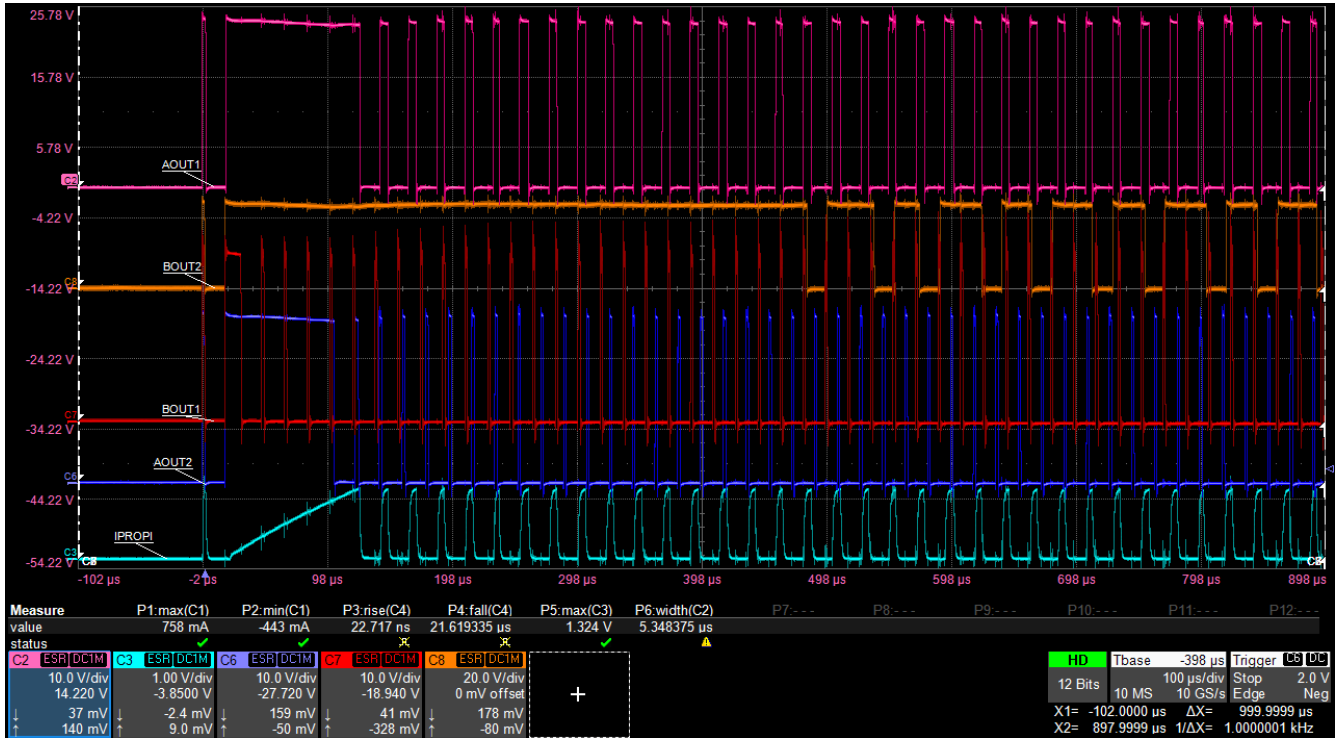 25.78 V
15.78 V
5.78 V
AOUT1
C2
-4.22 V
BOUT2
C8
-14.22 V
-24.22 V
BOUT1
C7
-34.22 V
AOUT2
C6
-44.22 V
IPROPI
C3
-54.22 V
-102 µs -2 µs 98 µs 198 µs 298 µs 398 µs 498 µs 598 µs 698 µs 798 µs 898 µs
Measure P1:max(C1) P2:min(C1) P3:rise(C4) P4:fall(C4) P5:max(C3) P6:width(C2) P7:- - - P8:- - - P9:- - - P10:- - - P11:- - - P12:- - -
value 758 mA -443 mA 22.717 ns 21.619335 µs 1.324 V 5.348375 µs
status
C2 ESR DC1M C3 ESR DC1M C6 ESR DC1M C7 ESR DC1M C8 ESR DC1M HD Tbase -398 µs Trigger C6 DC
10.0 V/div 1.00 V/div 10.0 V/div 10.0 V/div 20.0 V/div 12 Bits 100 µs/div Stop 2.0 V
14.220 V -3.8500 V -27.720 V -18.940 V 0 mV offset 10 MS 10 GS/s Edge Neg
37 mV -2.4 mV 159 mV 41 mV 178 mV X1= -102.0000 µs ΔX= 999.9999 µs
140 mV 9.0 mV -50 mV -328 mV -80 mV X2= 897.9999 µs 1/ΔX= 1.0000001 kHz